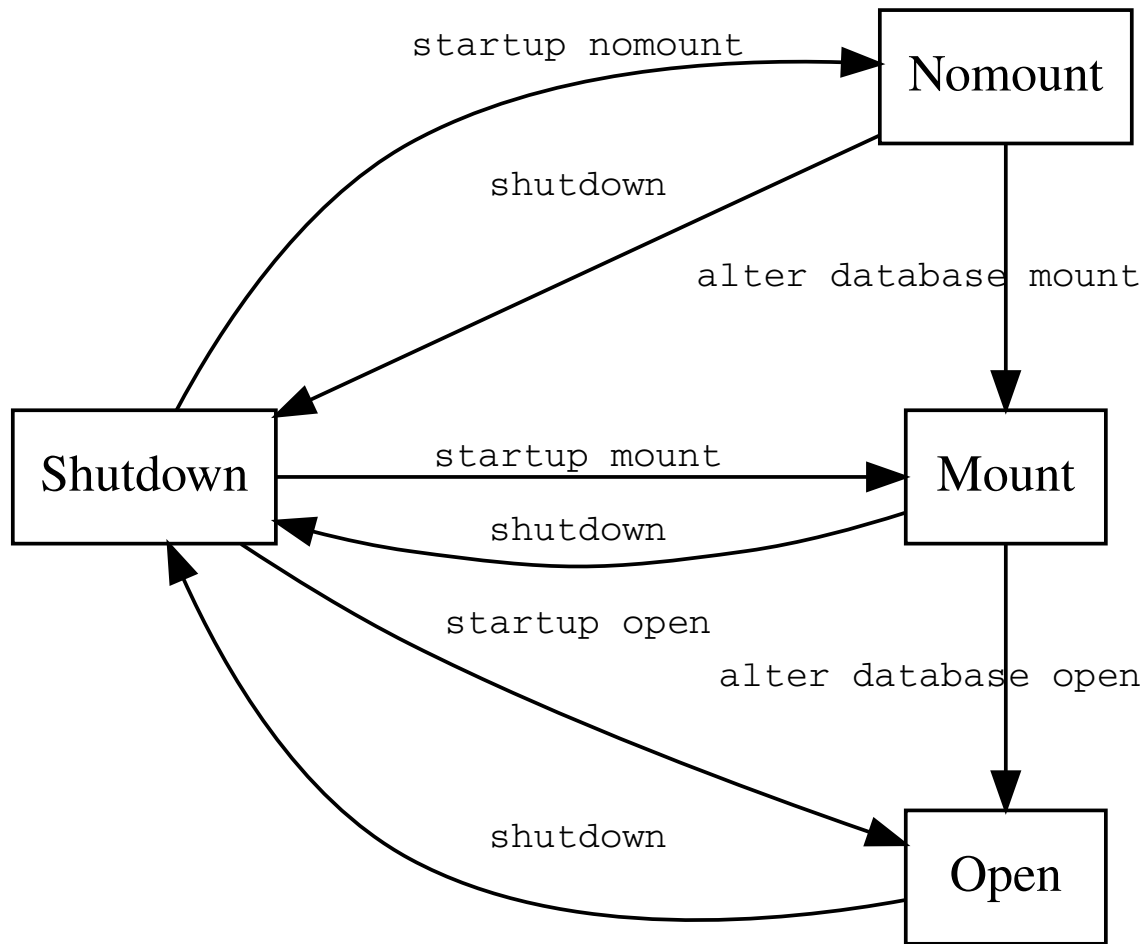 startup nomount
Nomount
shutdown
alter database mount
startup mount
Shutdown
Mount
shutdown
startup open
alter database open
shutdown
Open